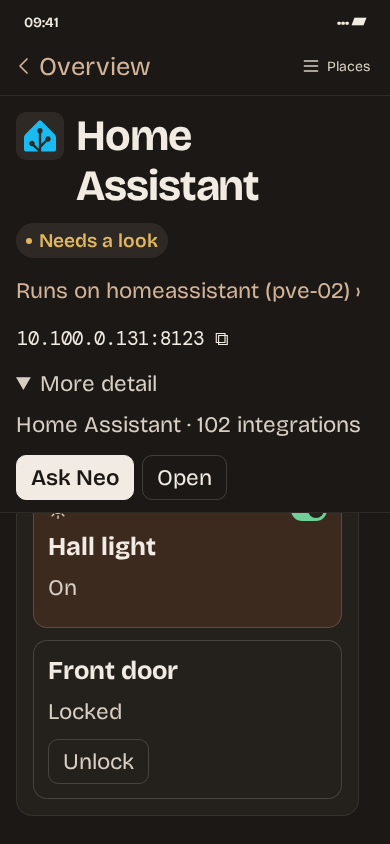 09:41
Overview
Places
Home
Assistant
Needs a look
Runs on homeassistant (pve-02) ›
10.100.0.131:8123
▼ More detail
Home Assistant · 102 integrations
Ask Neo
Open
Hall light
On
Front door
Locked
Unlock